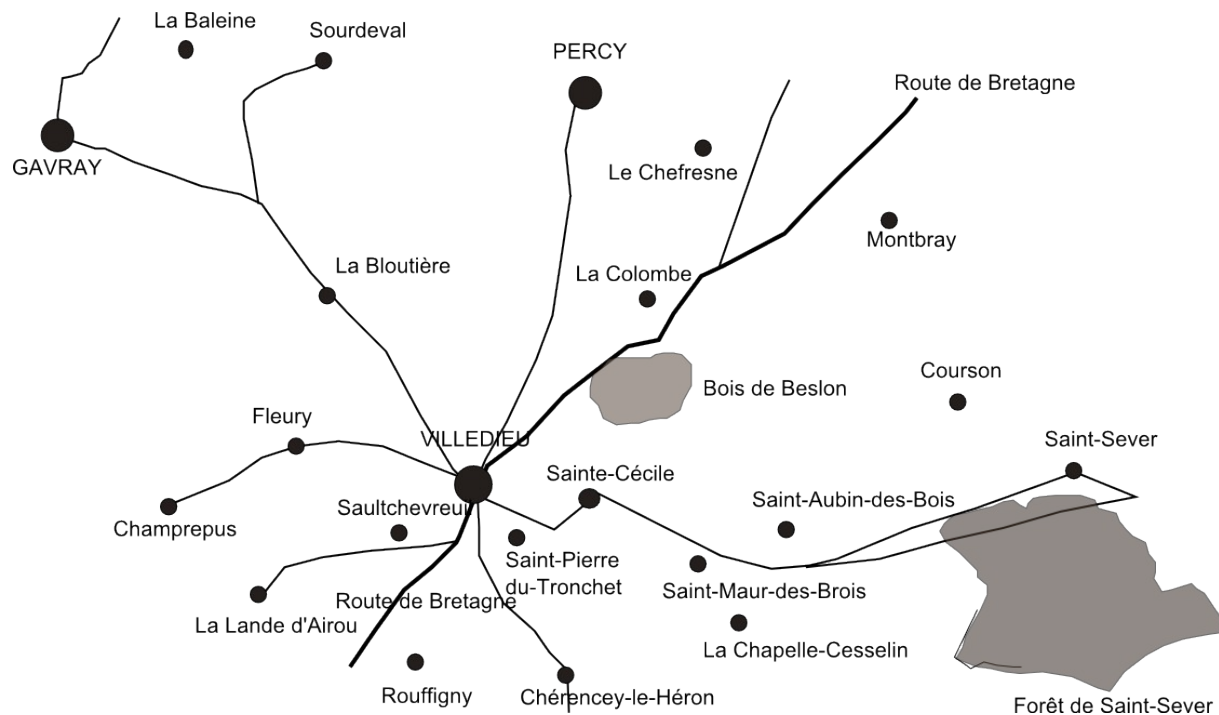 La Baleine
Sourdeval
PERCY
Route de Bretagne
GAVRAY
Le Chefresne
Montbray
La Bloutière
La Colombe
Bois de Beslon
Courson
Fleury
VILLEDIEU
Saint-Sever
Sainte-Cécile
Saint-Aubin-des-Bois
Champrepus
Saultchevreuil
Saint-Pierre
du-Tronchet
Saint-Maur-des-Brois
Route de Bretagne
La Lande d'Airou
La Chapelle-Cesselin
Rouffigny
Chérencey-le-Héron
Forêt de Saint-Sever